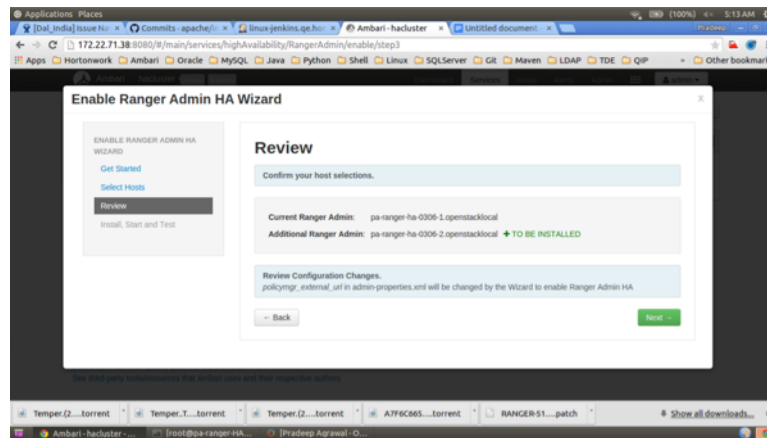 Applications Places
(100%)
5:13 AM
[Dal_India] Issue Na
Commits · apache/
linux-jenkins.qe.ho
Ambari - hacluster
Untitled document
Pradeep
172.22.71.38:8080/#/main/services/highAvailability/RangerAdmin/enable/step3
Apps Hortonwork Ambari Oracle MySQL Java Python Shell Linux SQLServer Git Maven LDAP TDE QIP » Other bookmar
Ambari hacluster
Services
admin
Enable Ranger Admin HA Wizard
X
ENABLE RANGER ADMIN HA
WIZARD
Get Started
Select Hosts
Review
Install, Start and Test
Review
Confirm your host selections.
Current Ranger Admin: pa-ranger-ha-0306-1.openstacklocal
Additional Ranger Admin: pa-ranger-ha-0306-2.openstacklocal + TO BE INSTALLED
Review Configuration Changes.
policymgr_external_url in admin-properties.xml will be changed by the Wizard to enable Ranger Admin HA
← Back
Next →
See third-party tools/resources that Ambari uses and their respective authors
Temper.(2....torrent
Temper.T....torrent
Temper.(2....torrent
A7F6C665....torrent
RANGER-51....patch
Show all downloads...
Ambari - hacluster - ...
[root@pa-ranger-HA...
[Pradeep Agrawal - O...